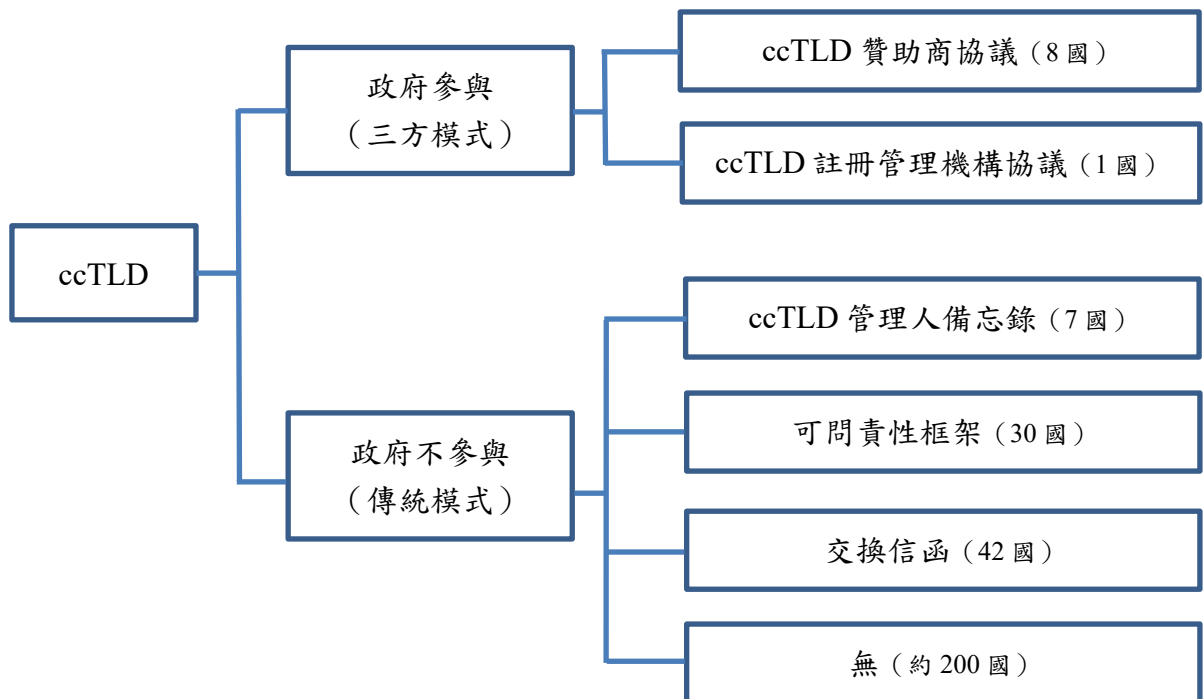 ccTLD
政府參與
（三方模式）
ccTLD 贊助商協議（8 國）
ccTLD 註冊管理機構協議（1 國）
政府不參與
（傳統模式）
ccTLD 管理人備忘錄（7 國）
可問責性框架（30 國）
交換信函（42 國）
無（約 200 國）